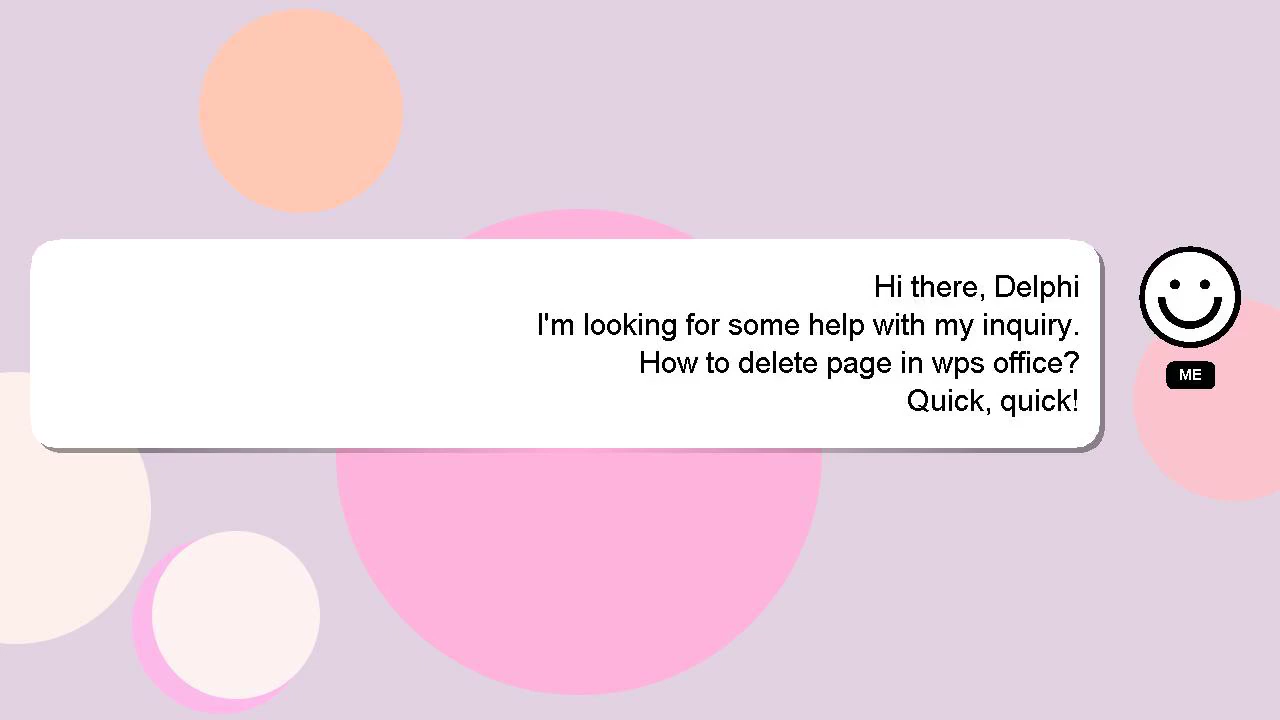 Hi there, Delphi
I'm looking for some help with my inquiry.
How to delete page in wps office?
Quick, quick!
ME